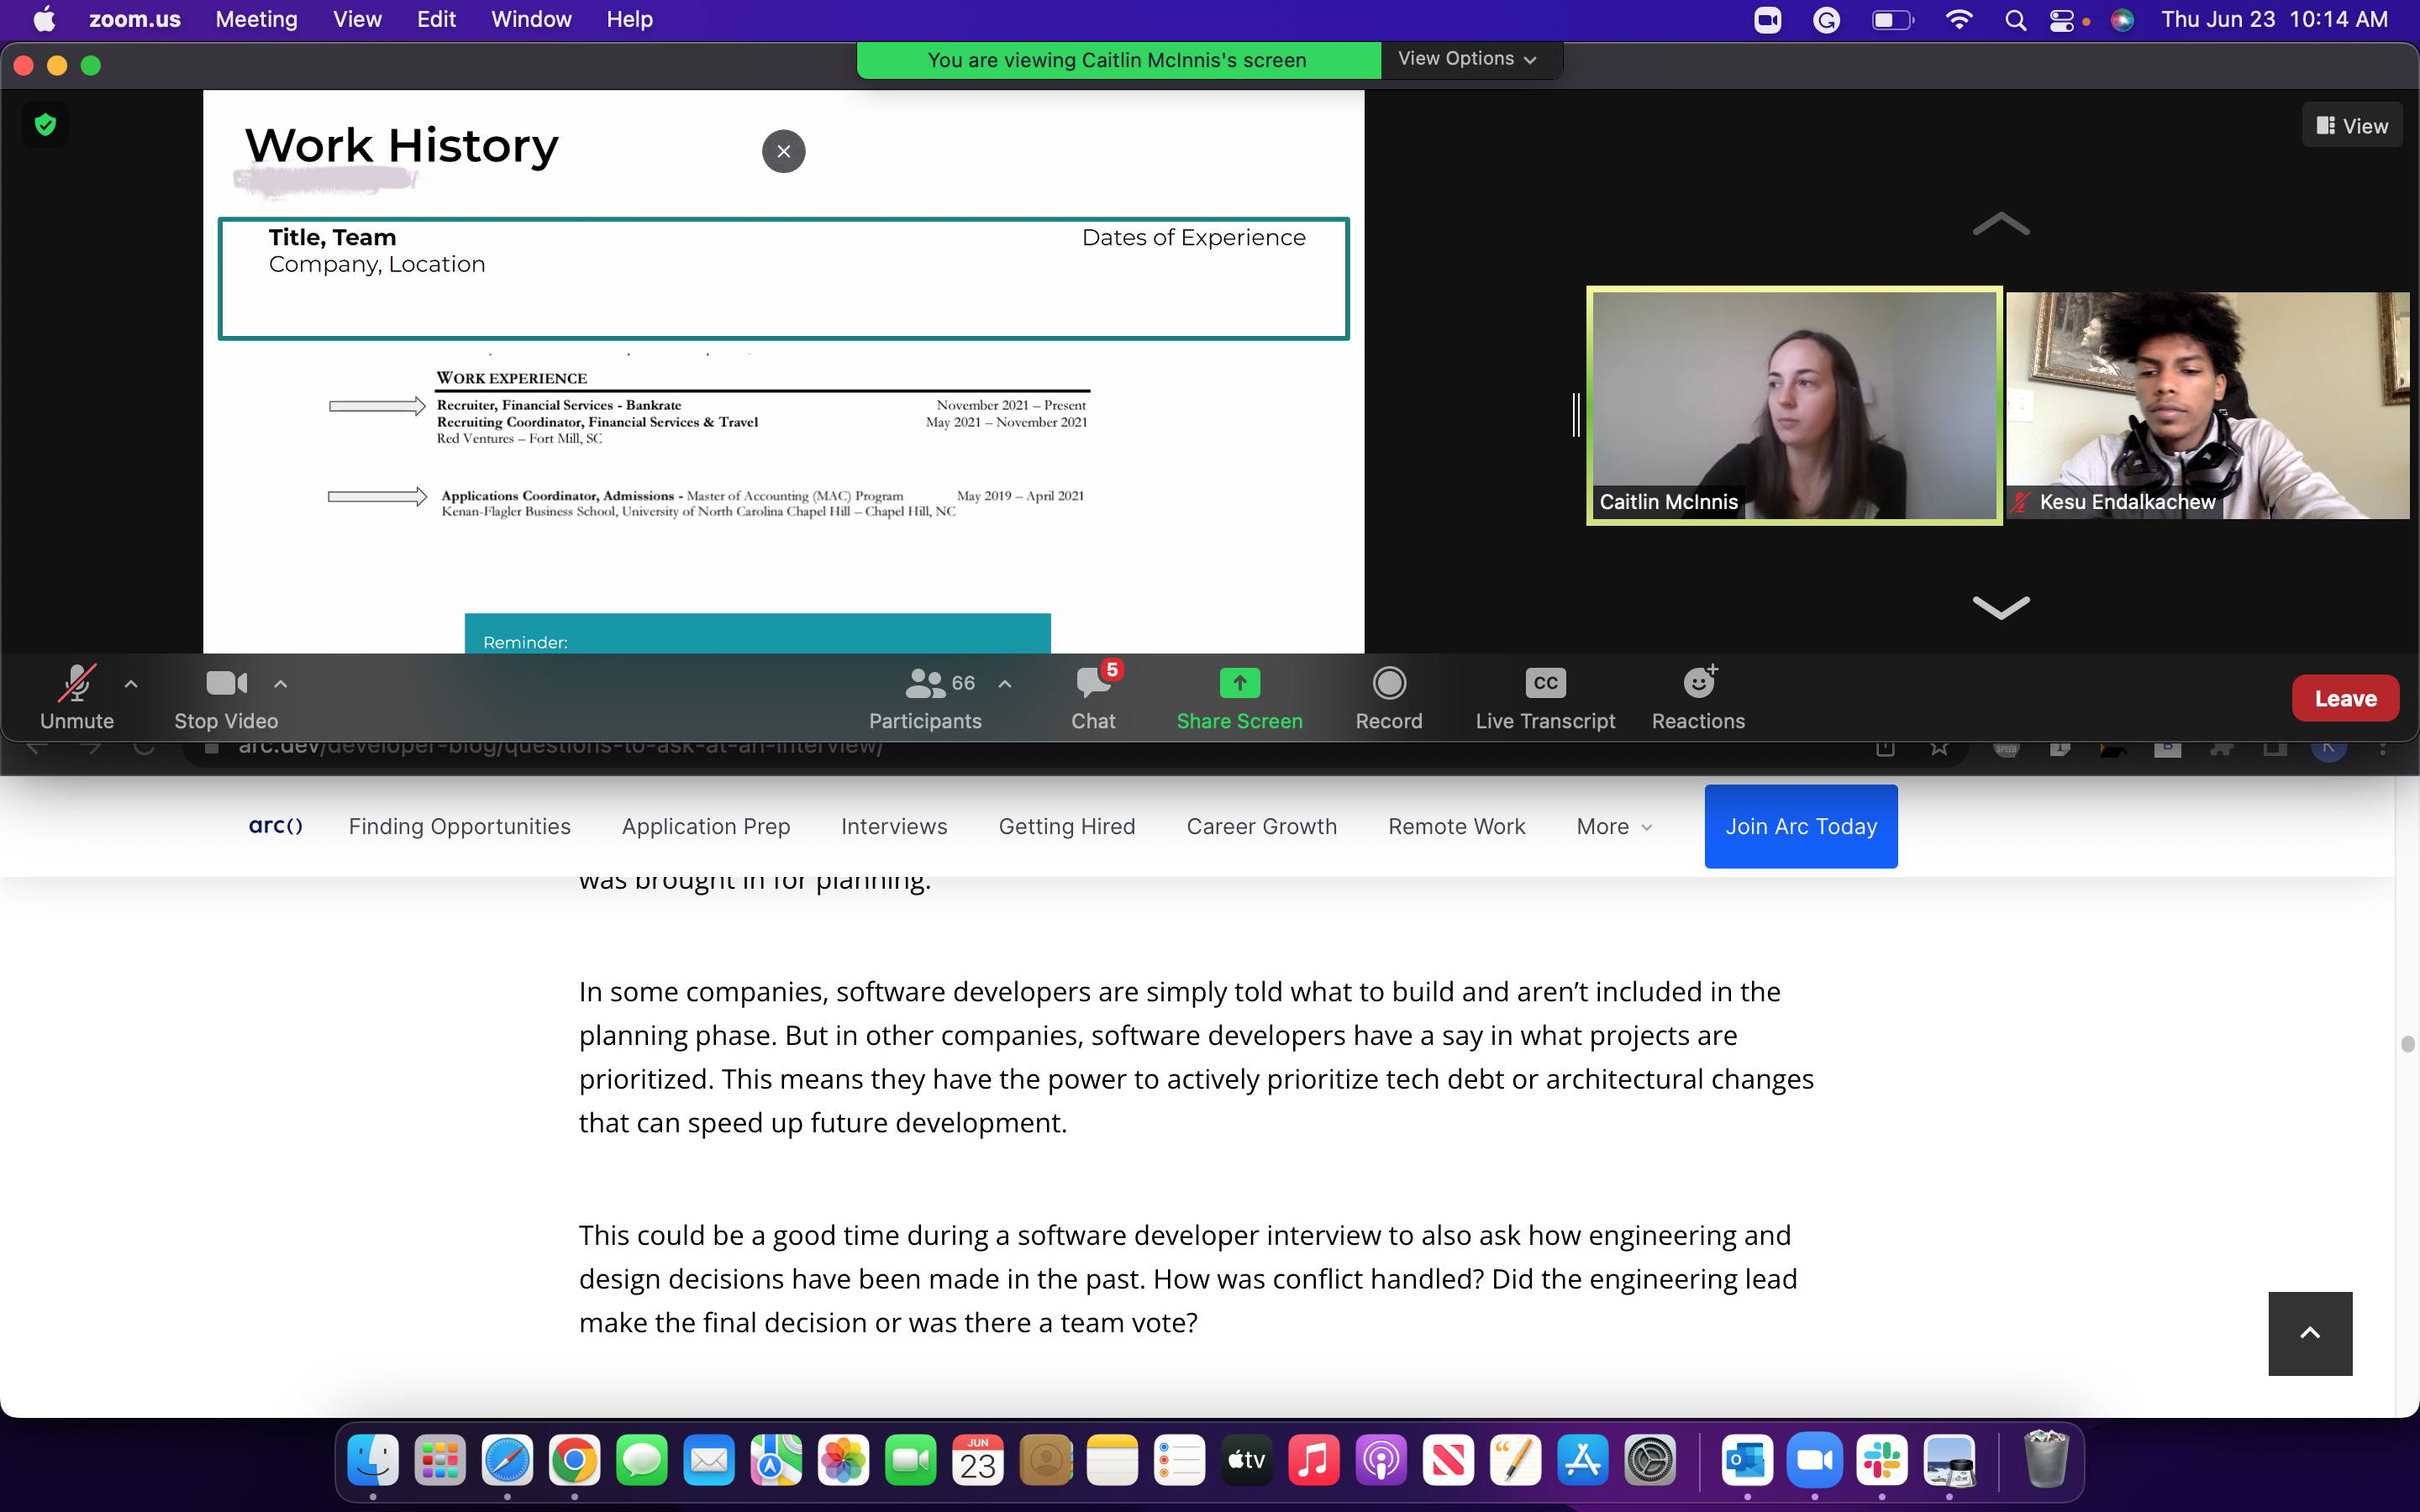 zoom.us Meeting View Edit Window Help Thu Jun 23 10:14 AM
You are viewing Caitlin McInnis's screen View Options
View
Work History
Title, Team Dates of Experience
Company, Location
WORK EXPERIENCE
Recruiter, Financial Services - Bankrate November 2021 – Present
Recruiting Coordinator, Financial Services & Travel May 2021 – November 2021
Red Ventures – Fort Mill, SC
Applications Coordinator, Admissions - Master of Accounting (MAC) Program May 2019 – April 2021
Kenan-Flagler Business School, University of North Carolina Chapel Hill – Chapel Hill, NC
Caitlin McInnis Kesu Endalkachew
Reminder:
66 5 CC
Unmute Stop Video Participants Chat Share Screen Record Live Transcript Reactions Leave
arc.dev/developer-blog/questions-to-ask-at-an-interview/
arc() Finding Opportunities Application Prep Interviews Getting Hired Career Growth Remote Work More Join Arc Today
was brought in for planning.
In some companies, software developers are simply told what to build and aren’t included in the
planning phase. But in other companies, software developers have a say in what projects are
prioritized. This means they have the power to actively prioritize tech debt or architectural changes
that can speed up future development.
This could be a good time during a software developer interview to also ask how engineering and
design decisions have been made in the past. How was conflict handled? Did the engineering lead
make the final decision or was there a team vote?
JUN
23
tv